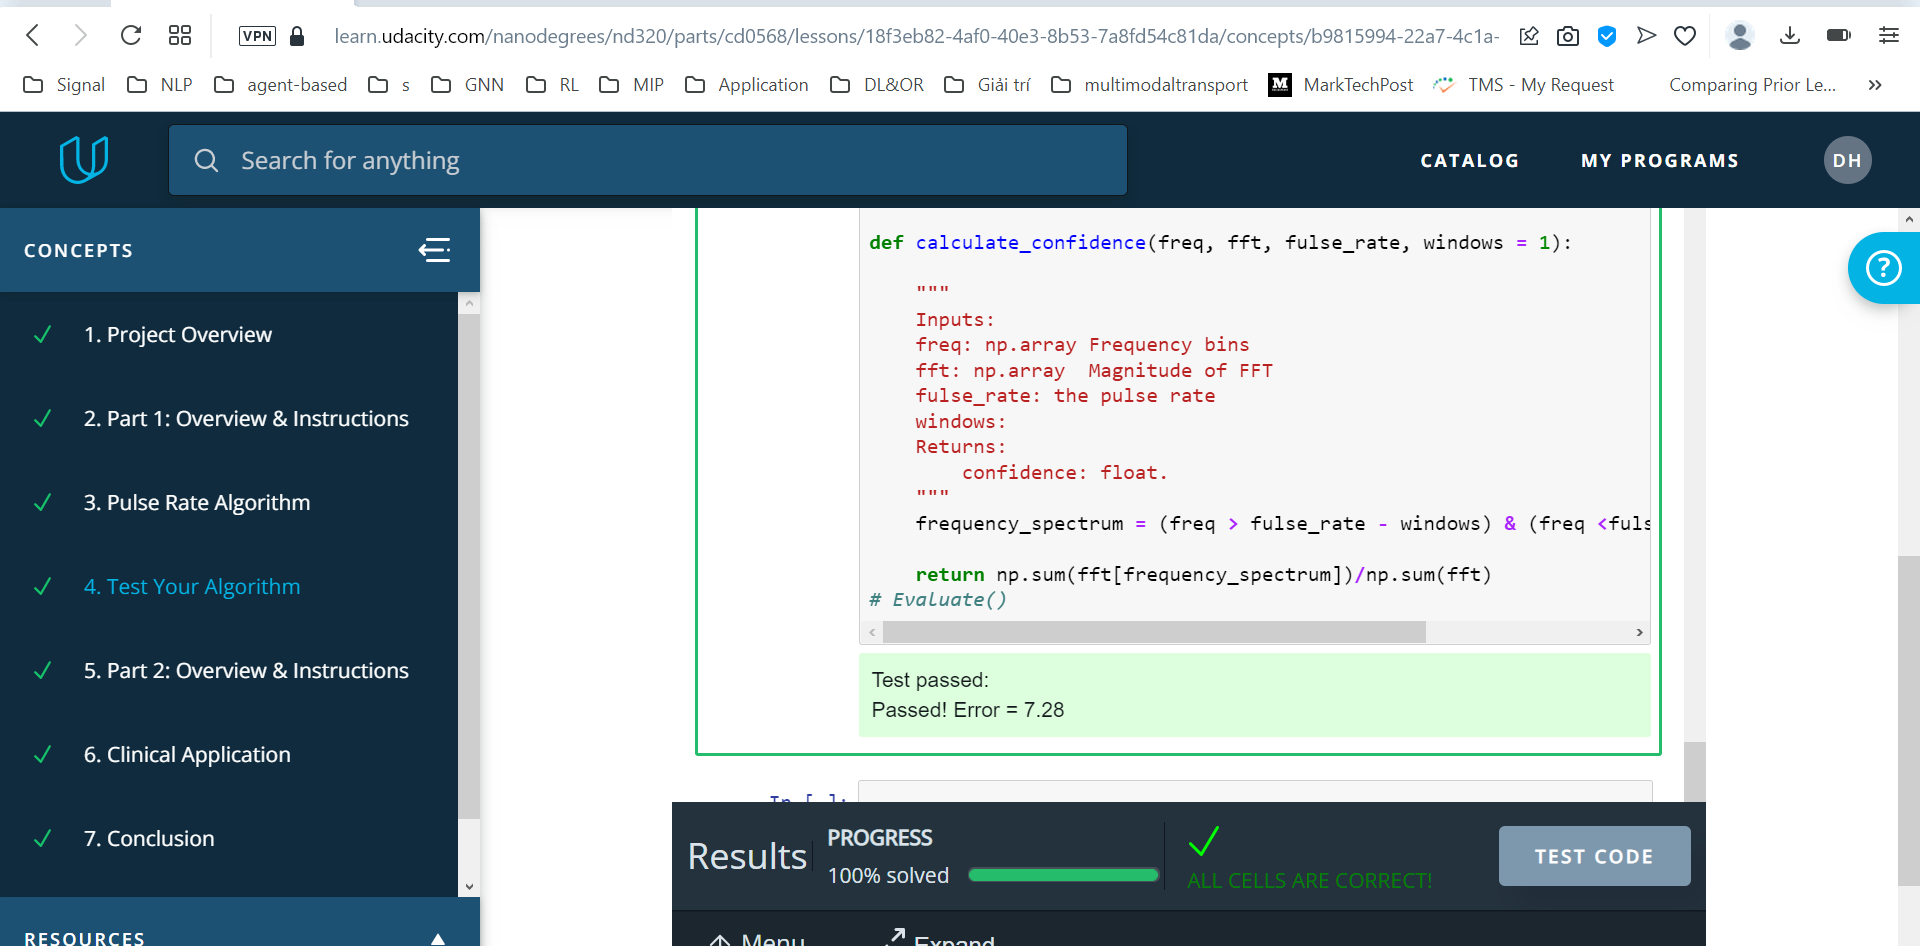 VPN
learn.udacity.com/nanodegrees/nd320/parts/cd0568/lessons/18f3eb82-4af0-40e3-8b53-7a8fd54c81da/concepts/b9815994-22a7-4c1a-
Signal NLP agent-based s GNN RL MIP Application DL&OR Giải trí multimodaltransport M MarkTechPost TMS - My Request Comparing Prior Le... »
Search for anything
CATALOG
MY PROGRAMS
DH
CONCEPTS
1. Project Overview
2. Part 1: Overview & Instructions
3. Pulse Rate Algorithm
4. Test Your Algorithm
5. Part 2: Overview & Instructions
6. Clinical Application
7. Conclusion
RESOURCES
def calculate_confidence(freq, fft, fulse_rate, windows = 1):
"""
Inputs:
freq: np.array Frequency bins
fft: np.array  Magnitude of FFT
fulse_rate: the pulse rate
windows:
Returns:
confidence: float.
"""
frequency_spectrum = (freq > fulse_rate - windows) & (freq <fuls
return np.sum(fft[frequency_spectrum])/np.sum(fft)
# Evaluate()
Test passed:
Passed! Error = 7.28
In [ ]:
Results
PROGRESS
100% solved
ALL CELLS ARE CORRECT!
TEST CODE
Menu
Expand
?